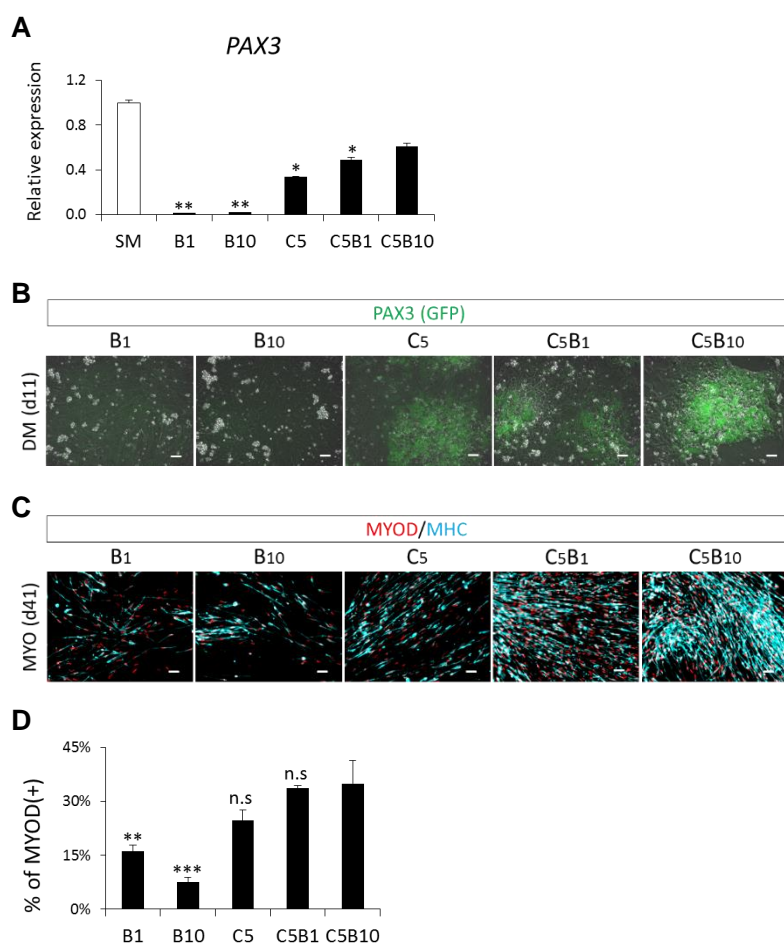 A
PAX3
Relative expression
1.2
0.8
0.4
0.0
** ** * *
SM B1 B10 C5 C5B1 C5B10
B
PAX3 (GFP)
B1 B10 C5 C5B1 C5B10
DM (d11)
C
MYOD/MHC
B1 B10 C5 C5B1 C5B10
MYO (d41)
D
% of MYOD(+)
45%
30%
15%
0%
** *** n.s n.s
B1 B10 C5 C5B1 C5B10